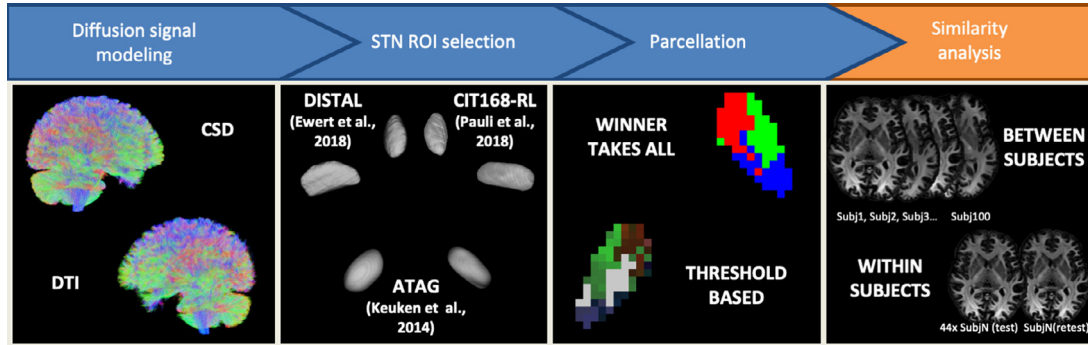 Diffusion signal
modeling
STN ROI selection
Parcellation
Similarity
analysis
CSD
DTI
DISTAL
(Ewert et al.,
2018)
CIT168-RL
(Pauli et al.,
2018)
ATAG
(Keuken et al.,
2014)
WINNER
TAKES ALL
THRESHOLD
BASED
BETWEEN
SUBJECTS
Subj1, Subj2, Subj3... Subj100
WITHIN
SUBJECTS
44x SubjN (test) SubjN(retest)